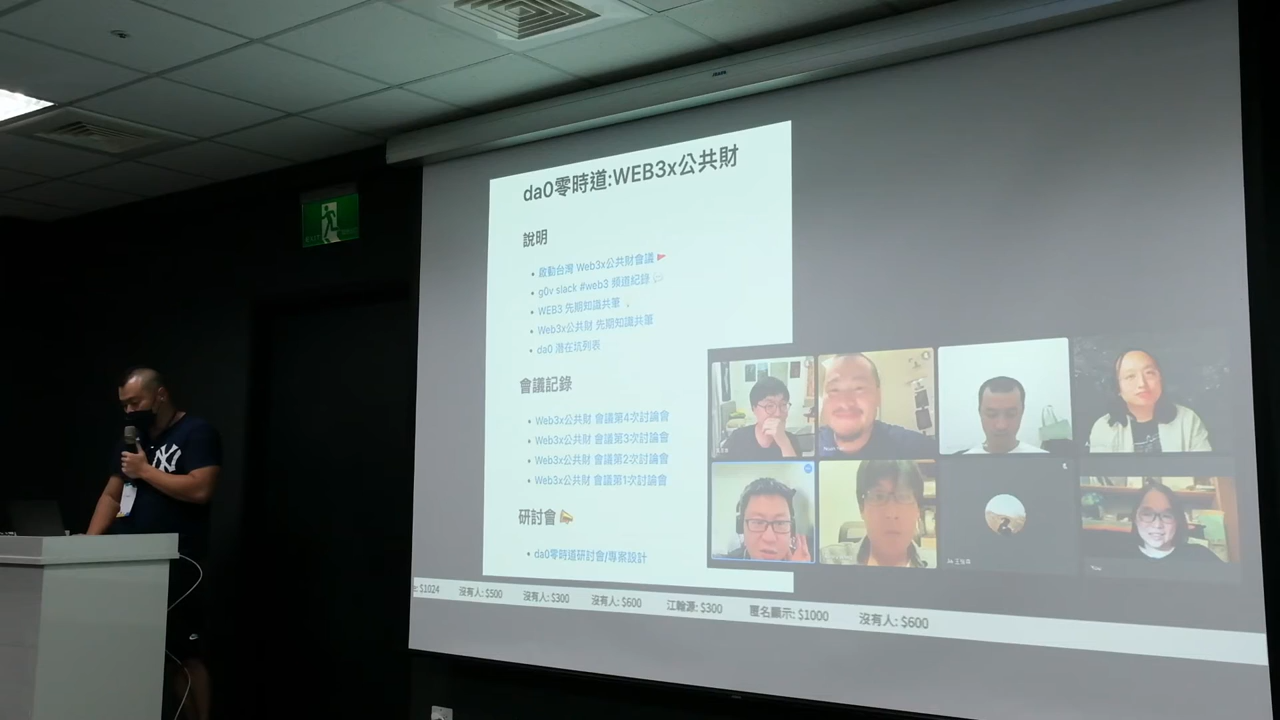 da0零時道:WEB3x公共財
說明
啟動台灣 Web3x公共財會議
g0v slack #web3 頻道紀錄
WEB3 先期知識共筆
Web3x公共財 先期知識共筆
da0 潛在坑列表
會議記錄
Web3x公共財 會議第4次討論會
Web3x公共財 會議第3次討論會
Web3x公共財 會議第2次討論會
Web3x公共財 會議第1次討論會
研討會
da0零時道研討會/專案設計
: $1024 沒有人: $500 沒有人: $300 沒有人: $600 江翰源: $300 匿名顯示: $1000 沒有人: $600
EXIT
NY